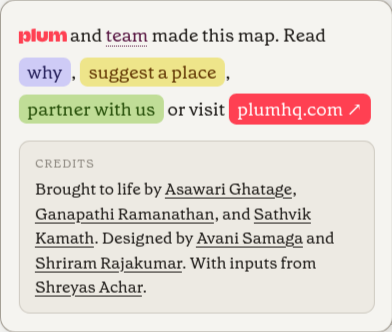 plum and team made this map. Read
why, suggest a place,
partner with us or visit plumhq.com ↗
CREDITS
Brought to life by Asawari Ghatage,
Ganapathi Ramanathan, and Sathvik
Kamath. Designed by Avani Samaga and
Shriram Rajakumar. With inputs from
Shreyas Achar.